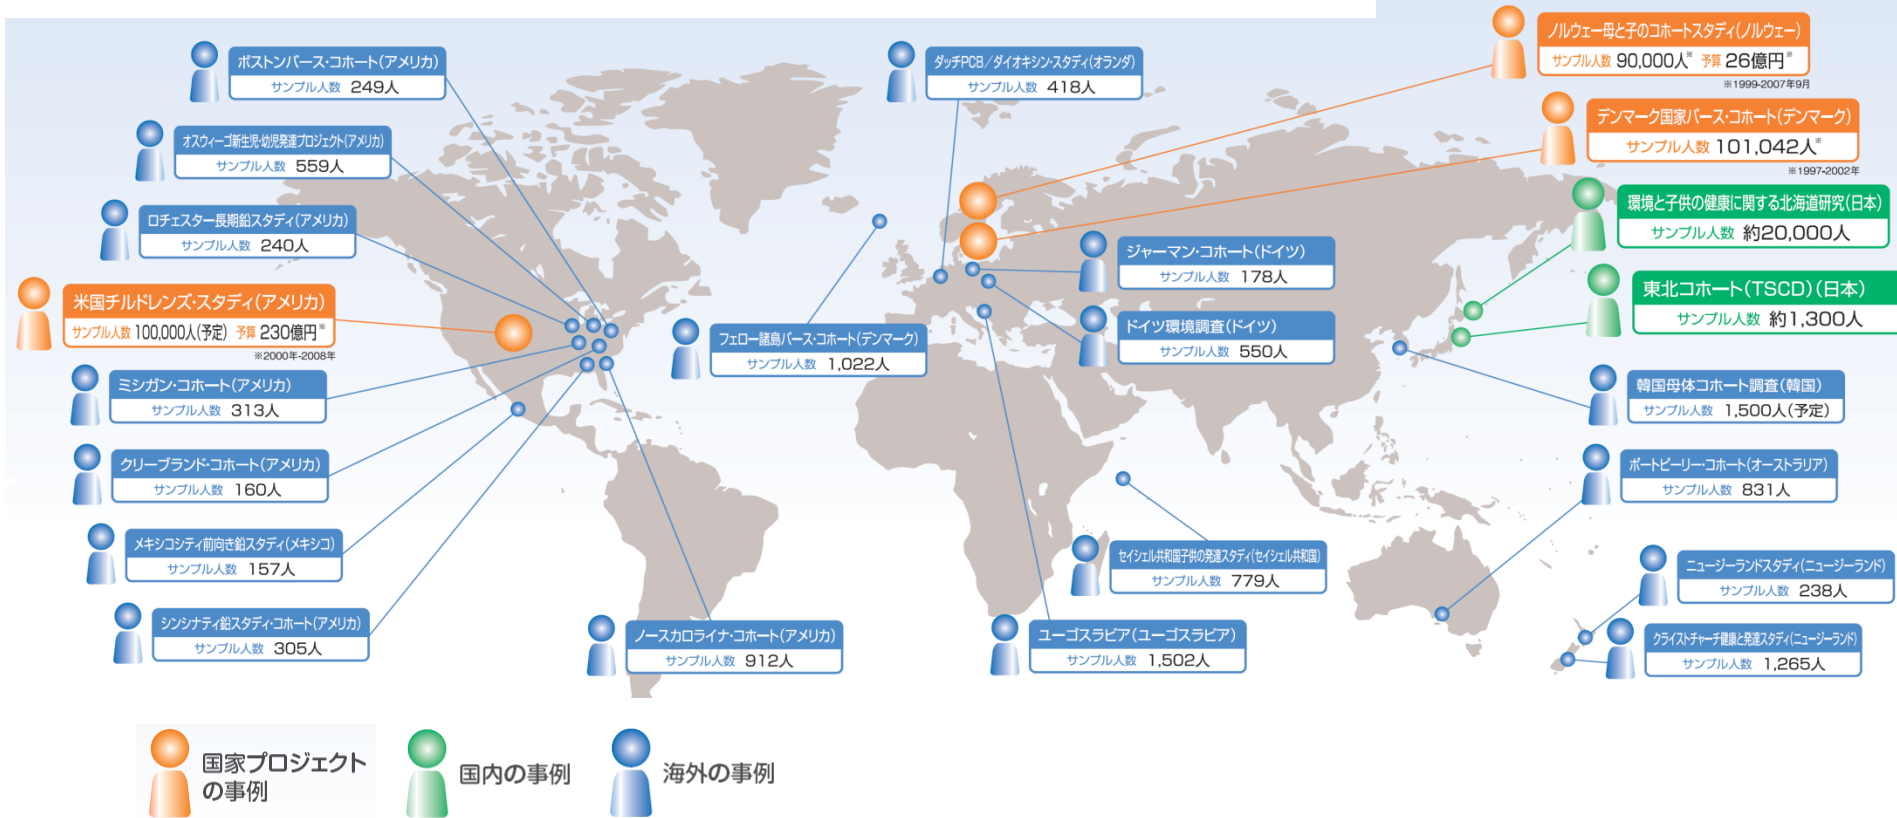 ボストンバース・コホート(アメリカ)
サンプル人数 249人
オスウィーゴ新生児・幼児発達プロジェクト(アメリカ)
サンプル人数 559人
ロチェスター長期鉛スタディ(アメリカ)
サンプル人数 240人
米国チルドレンズ・スタディ(アメリカ)
サンプル人数 100,000人(予定) 予算 230億円※
※2000年-2008年
ミシガン・コホート(アメリカ)
サンプル人数 313人
クリーブランド・コホート(アメリカ)
サンプル人数 160人
メキシコシティ前向き鉛スタディ(メキシコ)
サンプル人数 157人
シンシナティ鉛スタディ・コホート(アメリカ)
サンプル人数 305人
ノースカロライナ・コホート(アメリカ)
サンプル人数 912人
フェロー諸島バース・コホート(デンマーク)
サンプル人数 1,022人
ダッチPCB／ダイオキシン・スタディ(オランダ)
サンプル人数 418人
ジャーマン・コホート(ドイツ)
サンプル人数 178人
ドイツ環境調査(ドイツ)
サンプル人数 550人
セイシェル共和国子供の発達スタディ(セイシェル共和国)
サンプル人数 779人
ユーゴスラビア(ユーゴスラビア)
サンプル人数 1,502人
ノルウェー母と子のコホートスタディ(ノルウェー)
サンプル人数 90,000人※ 予算 26億円※
※1999-2007年9月
デンマーク国家バース・コホート(デンマーク)
サンプル人数 101,042人※
※1997-2002年
環境と子供の健康に関する北海道研究(日本)
サンプル人数 約20,000人
東北コホート(TSCD)(日本)
サンプル人数 約1,300人
韓国母体コホート調査(韓国)
サンプル人数 1,500人(予定)
ポートピーリー・コホート(オーストラリア)
サンプル人数 831人
ニュージーランドスタディ(ニュージーランド)
サンプル人数 238人
クライストチャーチ健康と発達スタディ(ニュージーランド)
サンプル人数 1,265人
国家プロジェクト
の事例
国内の事例
海外の事例